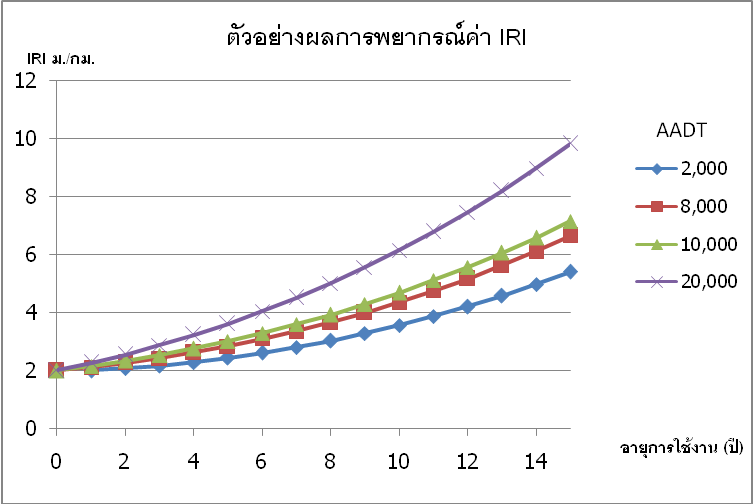 ตัวอย่างผลการพยากรณ์ค่า IRI
IRI ม./กม.
12
10
8
6
4
2
0
0 2 4 6 8 10 12 14
อายุการใช้งาน (ปี)
AADT
2,000
8,000
10,000
20,000